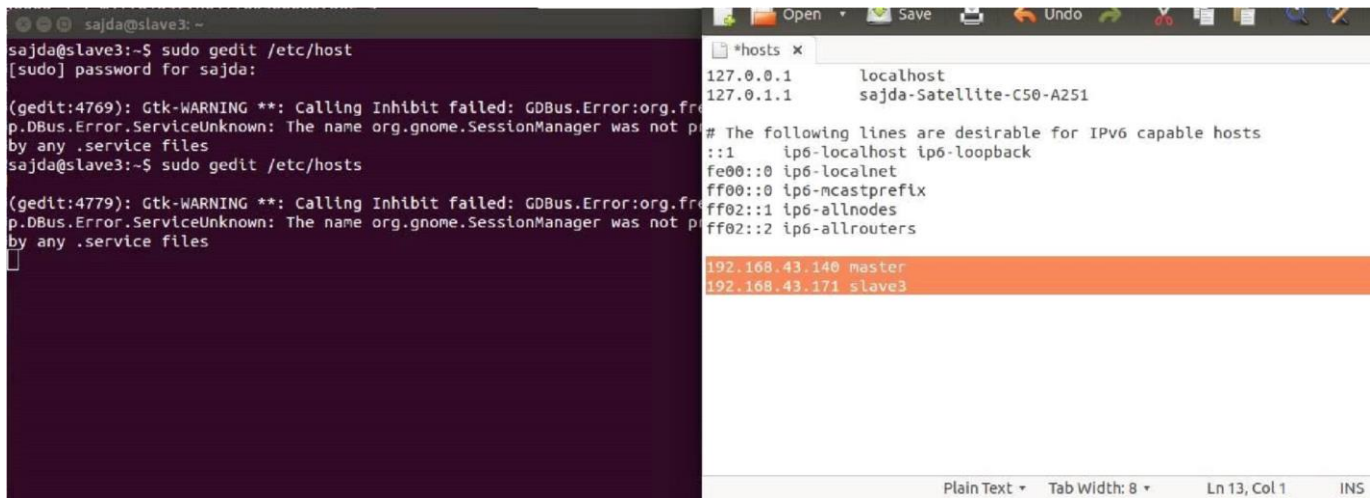 sajda@slave3: ~
sajda@slave3:~$ sudo gedit /etc/host
[sudo] password for sajda:
(gedit:4769): Gtk-WARNING **: Calling Inhibit failed: GDBus.Error:org.fre
p.DBus.Error.ServiceUnknown: The name org.gnome.SessionManager was not p
by any .service files
sajda@slave3:~$ sudo gedit /etc/hosts
(gedit:4779): Gtk-WARNING **: Calling Inhibit failed: GDBus.Error:org.fre
p.DBus.Error.ServiceUnknown: The name org.gnome.SessionManager was not p
by any .service files
Open Save Undo
*hosts ×
127.0.0.1 localhost
127.0.1.1 sajda-Satellite-C50-A251
# The following lines are desirable for IPv6 capable hosts
::1 ip6-localhost ip6-loopback
fe00::0 ip6-localnet
ff00::0 ip6-mcastprefix
ff02::1 ip6-allnodes
ff02::2 ip6-allrouters
192.168.43.140 master
192.168.43.171 slave3
Plain Text Tab Width: 8 Ln 13, Col 1 INS